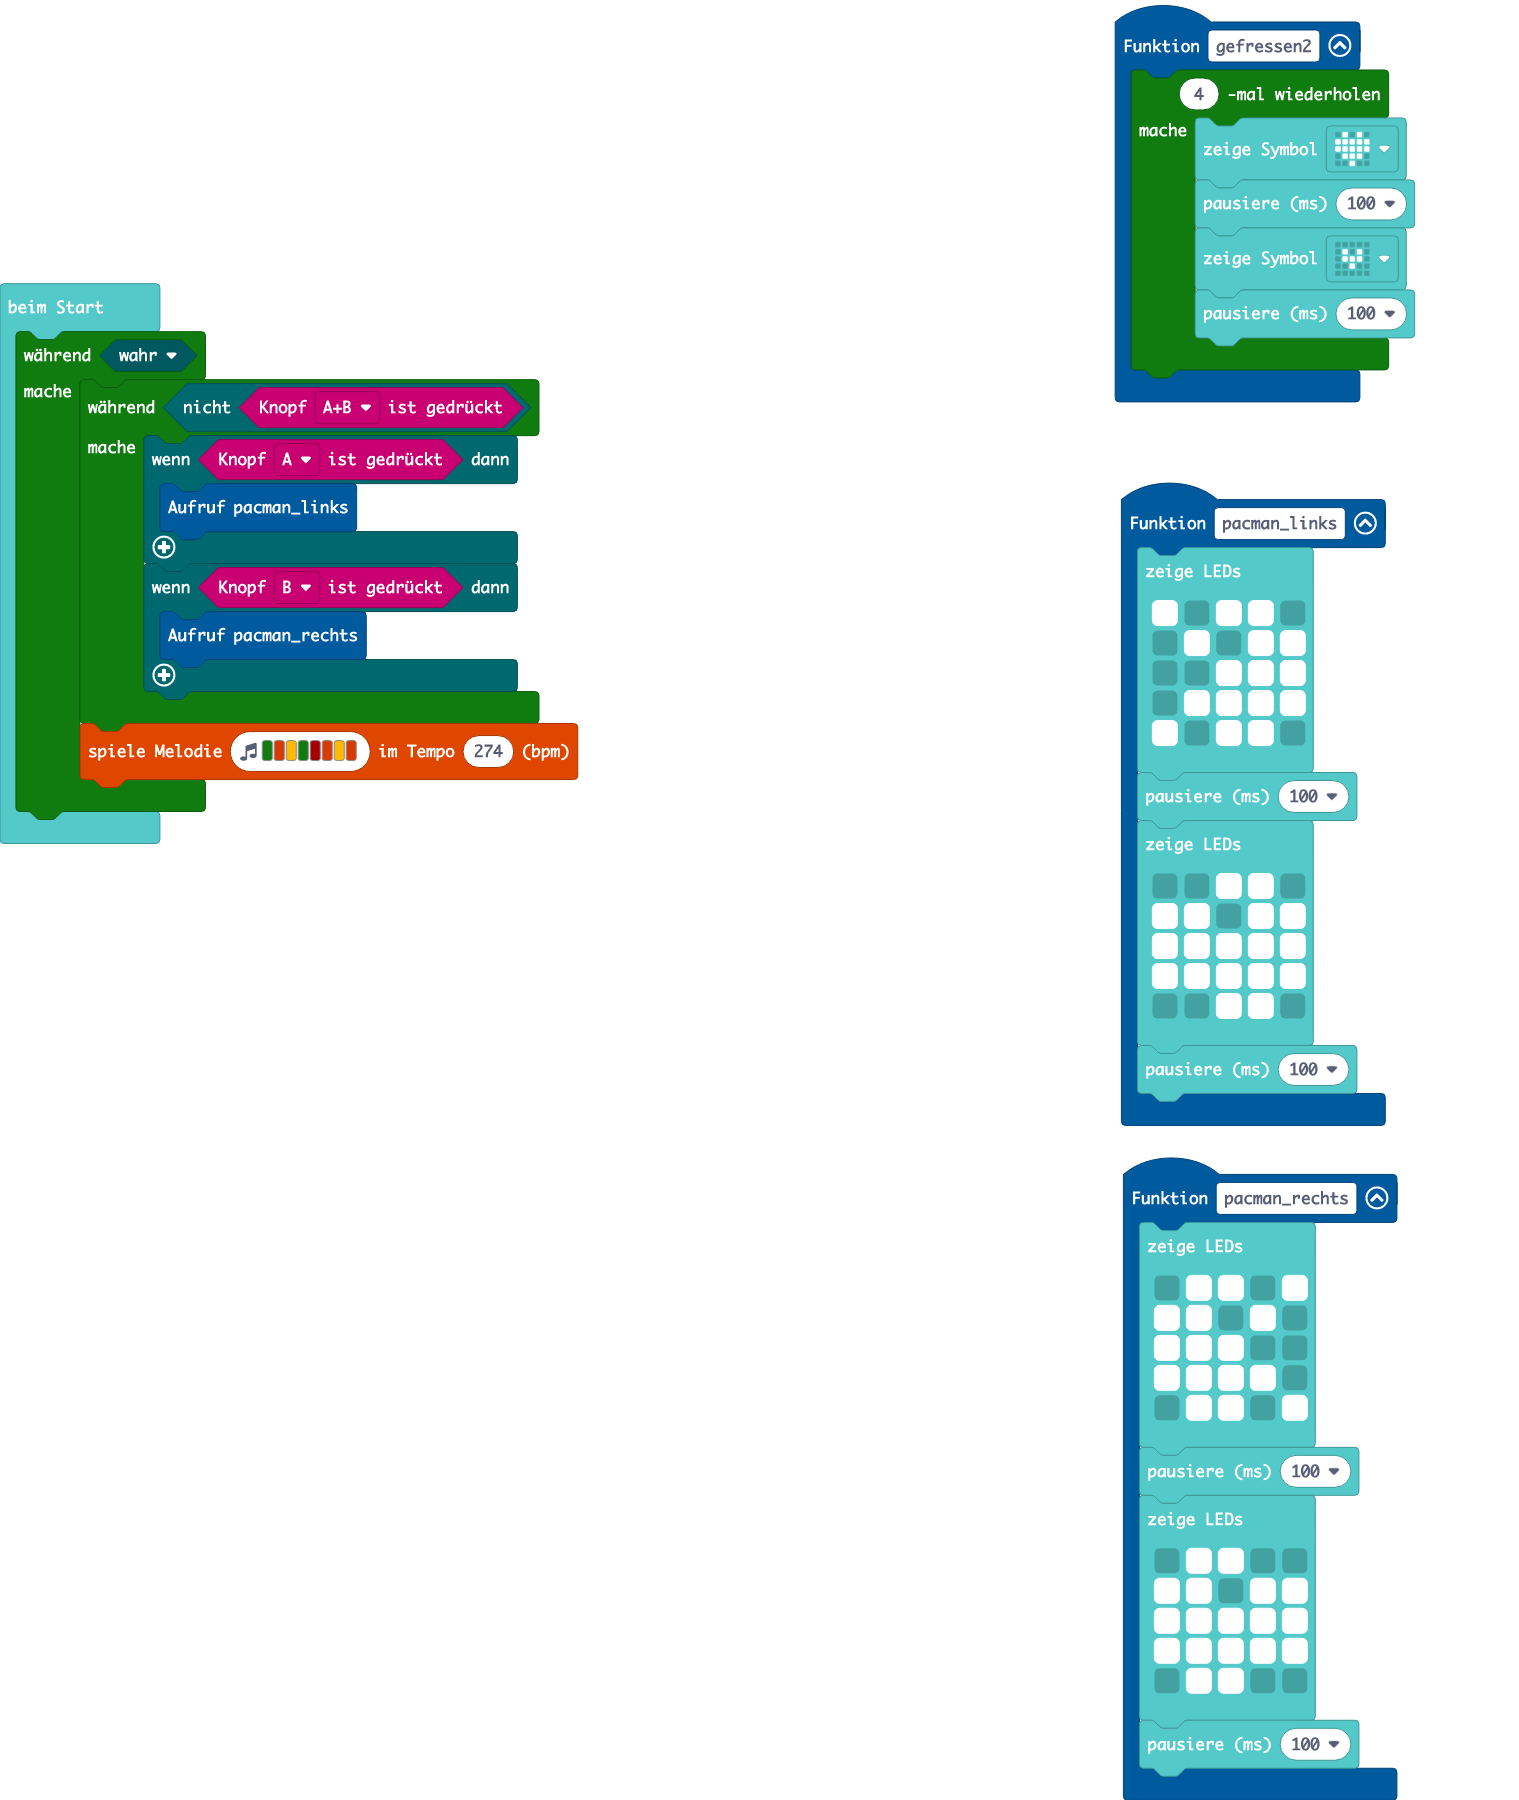 beim Start
während wahr
mache
während nicht Knopf A+B ist gedrückt
mache
wenn Knopf A ist gedrückt dann
Aufruf pacman_links
wenn Knopf B ist gedrückt dann
Aufruf pacman_rechts
spiele Melodie im Tempo 274 (bpm)
Funktion gefressen2
4 -mal wiederholen
mache
zeige Symbol
pausiere (ms) 100
zeige Symbol
pausiere (ms) 100
Funktion pacman_links
zeige LEDs
pausiere (ms) 100
zeige LEDs
pausiere (ms) 100
Funktion pacman_rechts
zeige LEDs
pausiere (ms) 100
zeige LEDs
pausiere (ms) 100